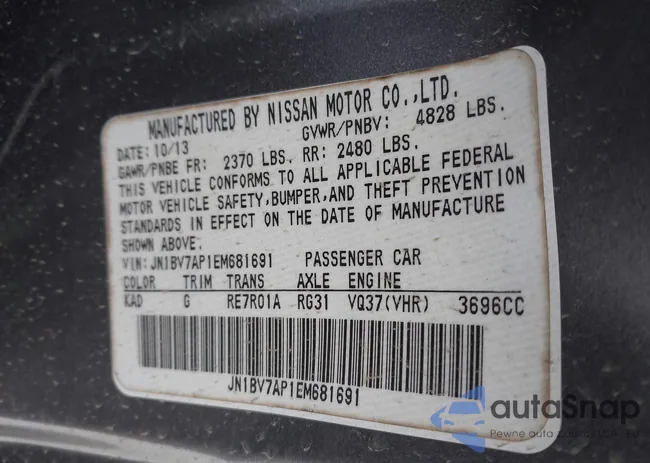 MANUFACTURED BY NISSAN MOTOR CO.,LTD.
DATE: 10/13 GVWR/PNBV: 4828 LBS.
GAWR/PNBE FR: 2370 LBS. RR: 2480 LBS.
THIS VEHICLE CONFORMS TO ALL APPLICABLE FEDERAL
MOTOR VEHICLE SAFETY,BUMPER,AND THEFT PREVENTION
STANDARDS IN EFFECT ON THE DATE OF MANUFACTURE
SHOWN ABOVE.
VIN: JN1BV7AP1EM681691 PASSENGER CAR
COLOR TRIM TRANS AXLE ENGINE
KAD G RE7R01A RG31 VQ37(VHR) 3696CC
JN1BV7AP1EM681691
autoSnap
Pewne auto z